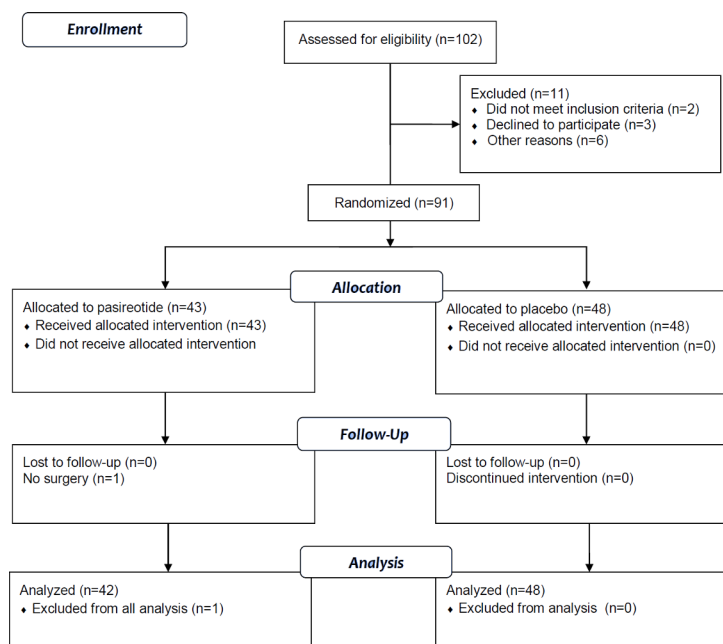 Enrollment
Assessed for eligibility (n=102)
Excluded (n=11)
♦ Did not meet inclusion criteria (n=2)
♦ Declined to participate (n=3)
♦ Other reasons (n=6)
Randomized (n=91)
Allocation
Allocated to pasireotide (n=43)
♦ Received allocated intervention (n=43)
♦ Did not receive allocated intervention
Allocated to placebo (n=48)
♦ Received allocated intervention (n=48)
♦ Did not receive allocated intervention (n=0)
Follow-Up
Lost to follow-up (n=0)
No surgery (n=1)
Lost to follow-up (n=0)
Discontinued intervention (n=0)
Analysis
Analyzed (n=42)
♦ Excluded from all analysis (n=1)
Analyzed (n=48)
♦ Excluded from analysis (n=0)